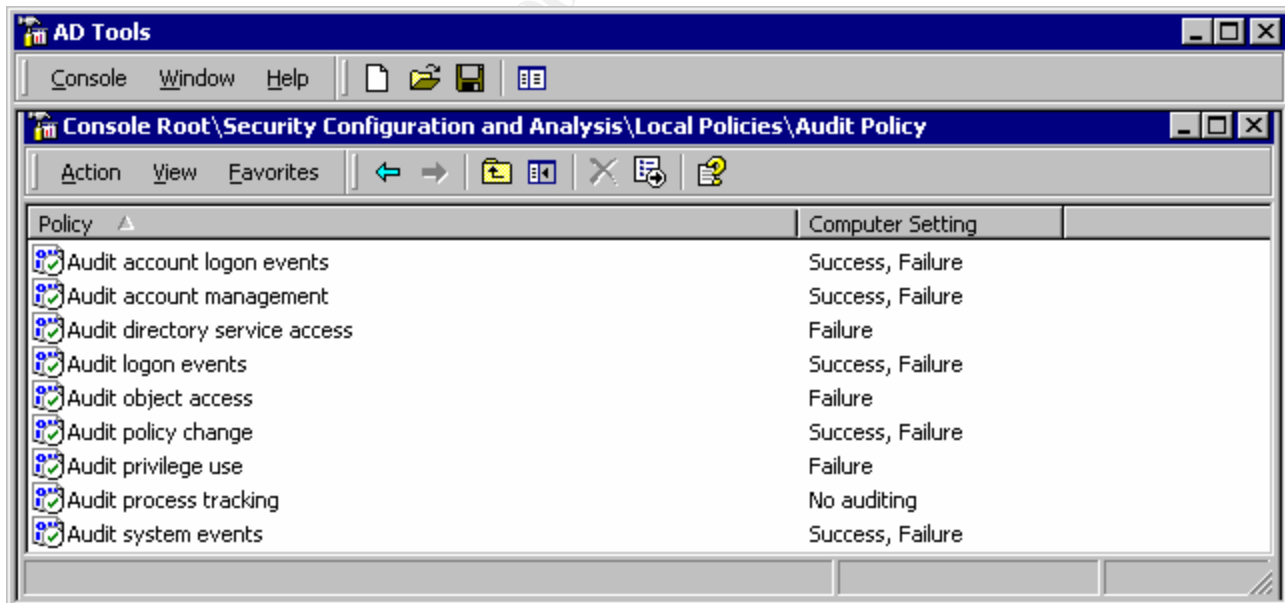 AD Tools
Console Window Help
Console Root\Security Configuration and Analysis\Local Policies\Audit Policy
Action View Favorites
Policy Computer Setting
Audit account logon events Success, Failure
Audit account management Success, Failure
Audit directory service access Failure
Audit logon events Success, Failure
Audit object access Failure
Audit policy change Success, Failure
Audit privilege use Failure
Audit process tracking No auditing
Audit system events Success, Failure